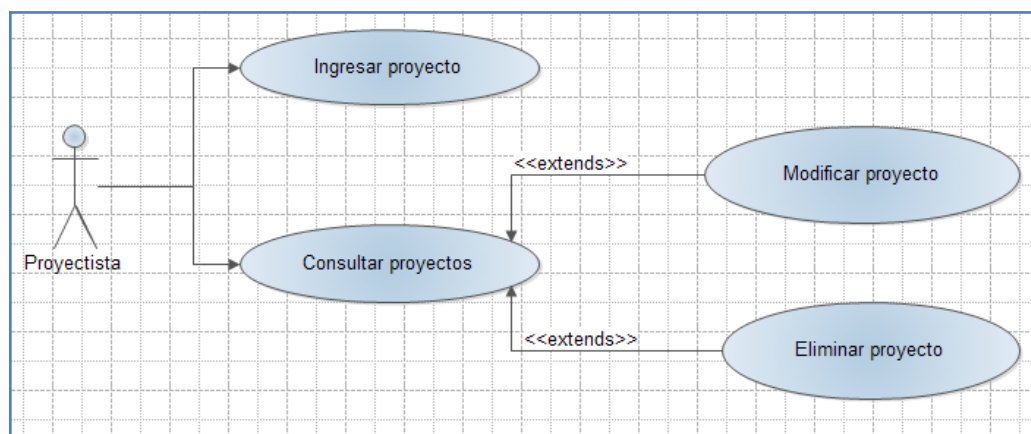 Ingresar proyecto
<<extends>>
Modificar proyecto
Proyectista
Consultar proyectos
<<extends>>
Eliminar proyecto